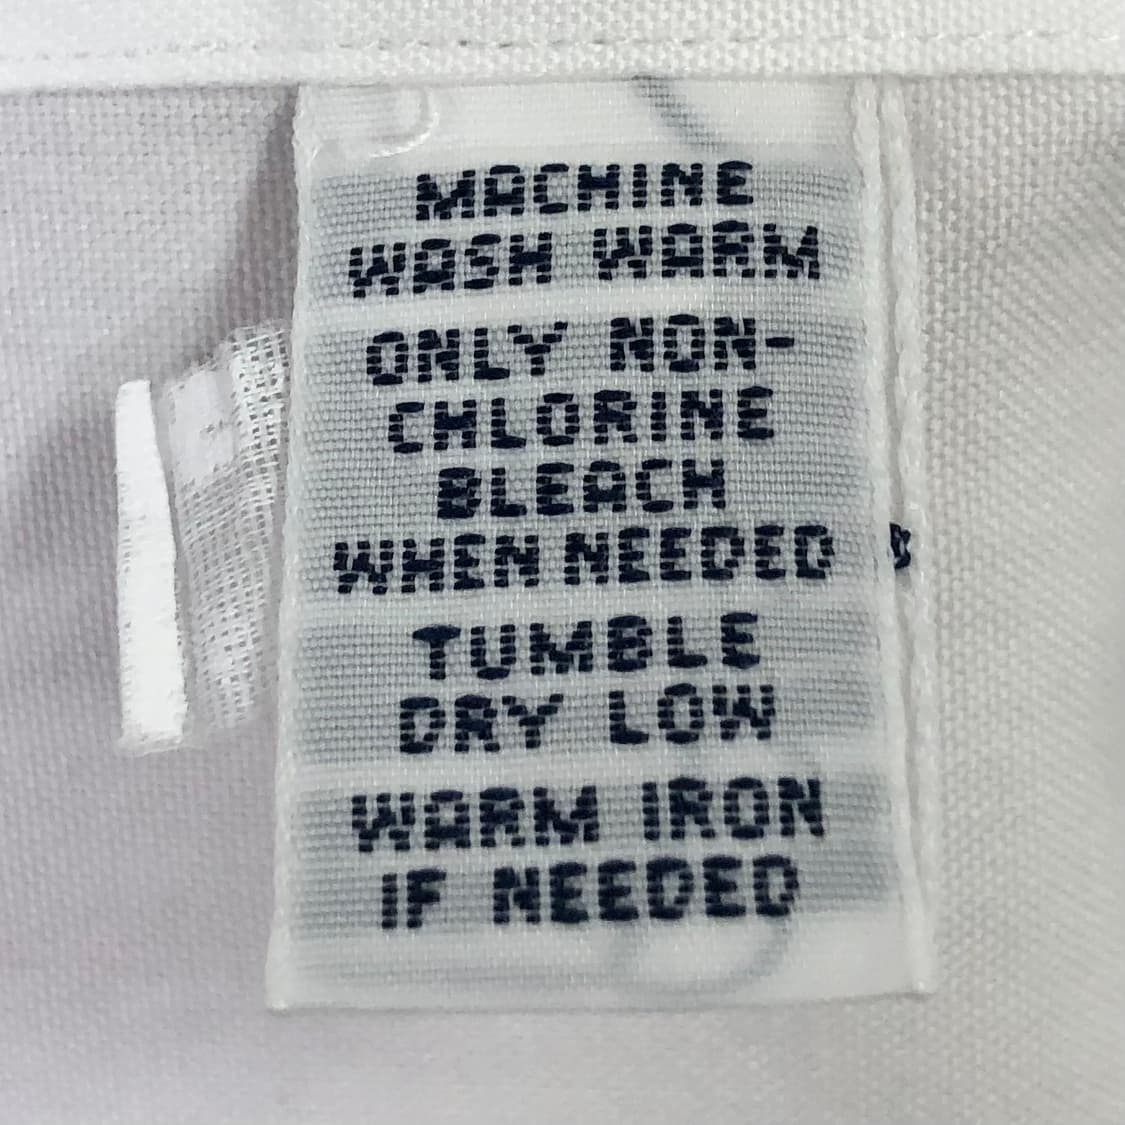 MACHINE
WASH WARM
ONLY NON-
CHLORINE
BLEACH
WHEN NEEDED
TUMBLE
DRY LOW
WARM IRON
IF NEEDED